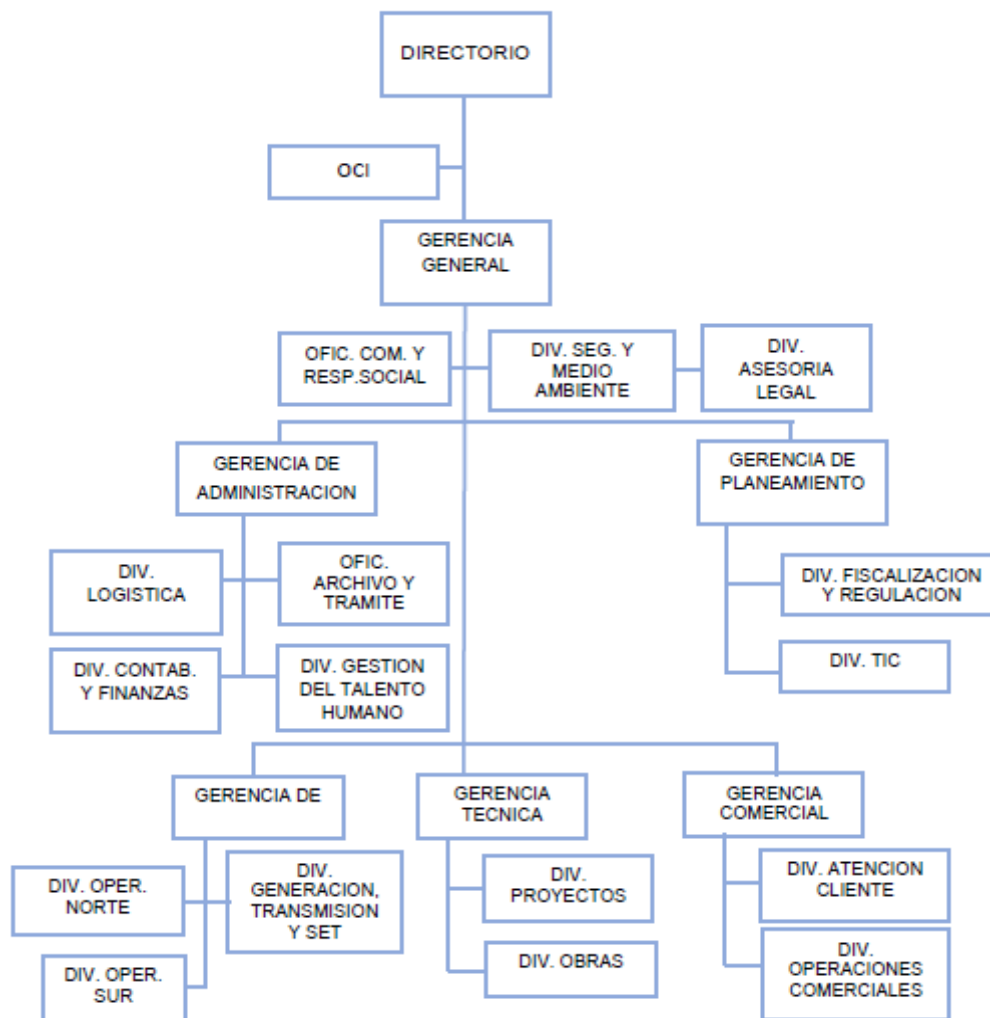 DIRECTORIO
OCI
GERENCIA
GENERAL
OFIC. COM. Y
RESP.SOCIAL
DIV. SEG. Y
MEDIO
AMBIENTE
DIV.
ASESORIA
LEGAL
GERENCIA DE
ADMINISTRACION
GERENCIA DE
PLANEAMIENTO
DIV.
LOGISTICA
OFIC.
ARCHIVO Y
TRAMITE
DIV. FISCALIZACION
Y REGULACION
DIV. CONTAB.
Y FINANZAS
DIV. GESTION
DEL TALENTO
HUMANO
DIV. TIC
GERENCIA DE
GERENCIA
TECNICA
GERENCIA
COMERCIAL
DIV. OPER.
NORTE
DIV.
GENERACION,
TRANSMISION
Y SET
DIV.
PROYECTOS
DIV. ATENCION
CLIENTE
DIV. OPER.
SUR
DIV. OBRAS
DIV.
OPERACIONES
COMERCIALES